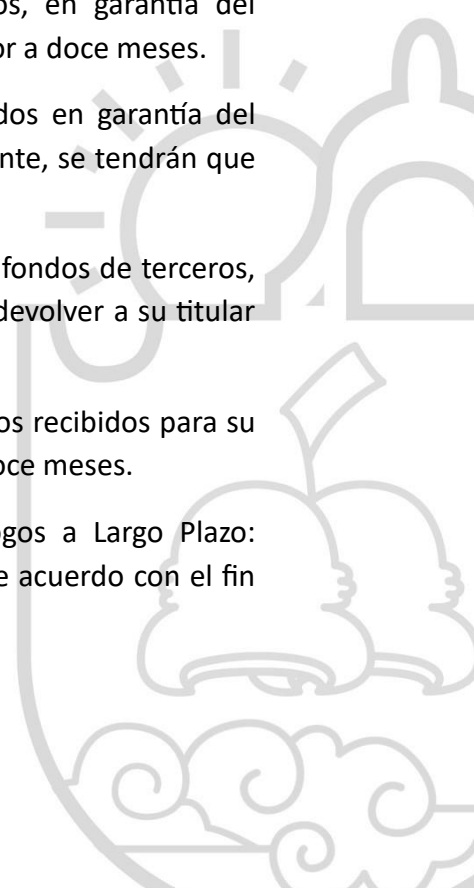 os, en garantía del
or a doce meses.
dos en garantía del
nte, se tendrán que
fondos de terceros,
devolver a su titular
os recibidos para su
oce meses.
gos a Largo Plazo:
e acuerdo con el fin